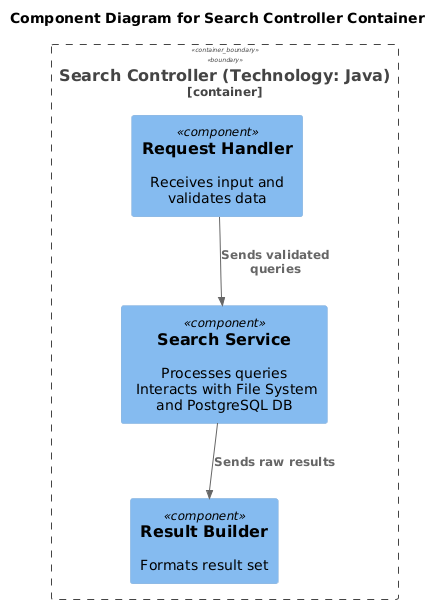 Component Diagram for Search Controller Container
«container_boundary»
«boundary»
Search Controller (Technology: Java)
[container]
«component»
Request Handler
Receives input and
validates data
Sends validated
queries
«component»
Search Service
Processes queries
Interacts with File System
and PostgreSQL DB
Sends raw results
«component»
Result Builder
Formats result set